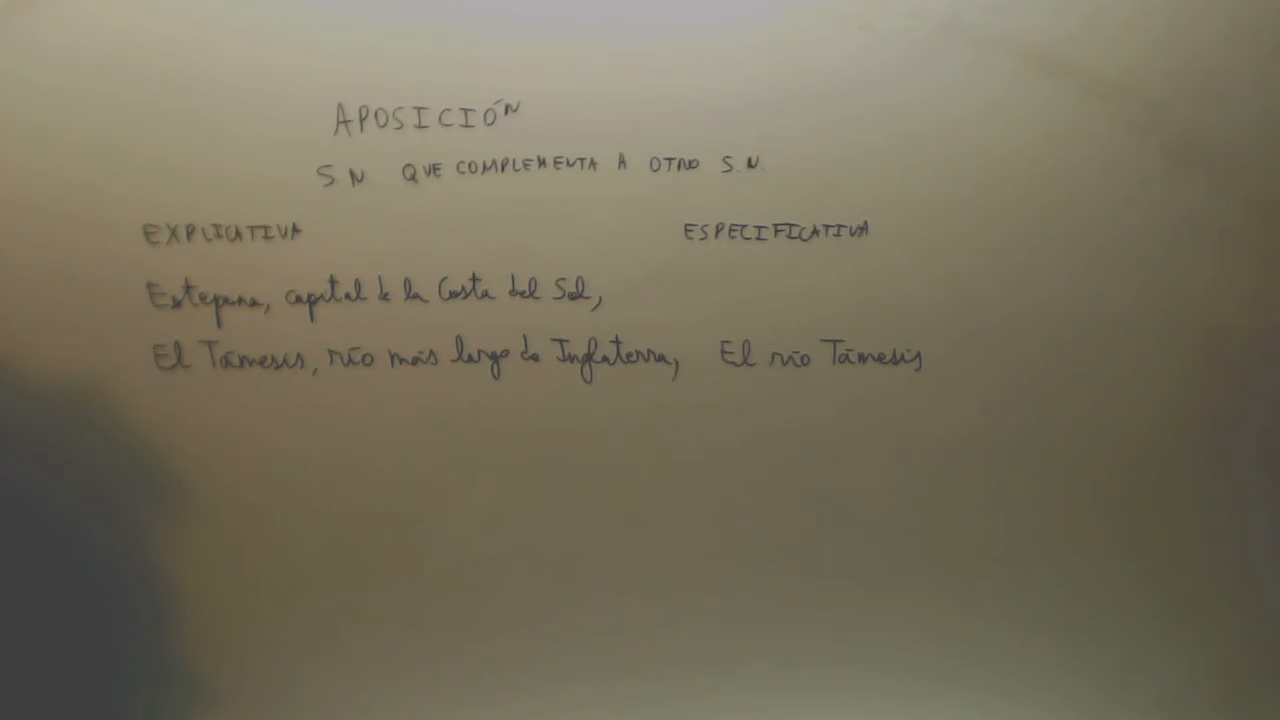 APOSICIÓN
S.N QUE COMPLEMENTA A OTRO S.N.
EXPLICATIVA ESPECIFICATIVA
Estepona, capital de la Costa del Sol,
El Támesis, río más largo de Inglaterra, El río Támesis